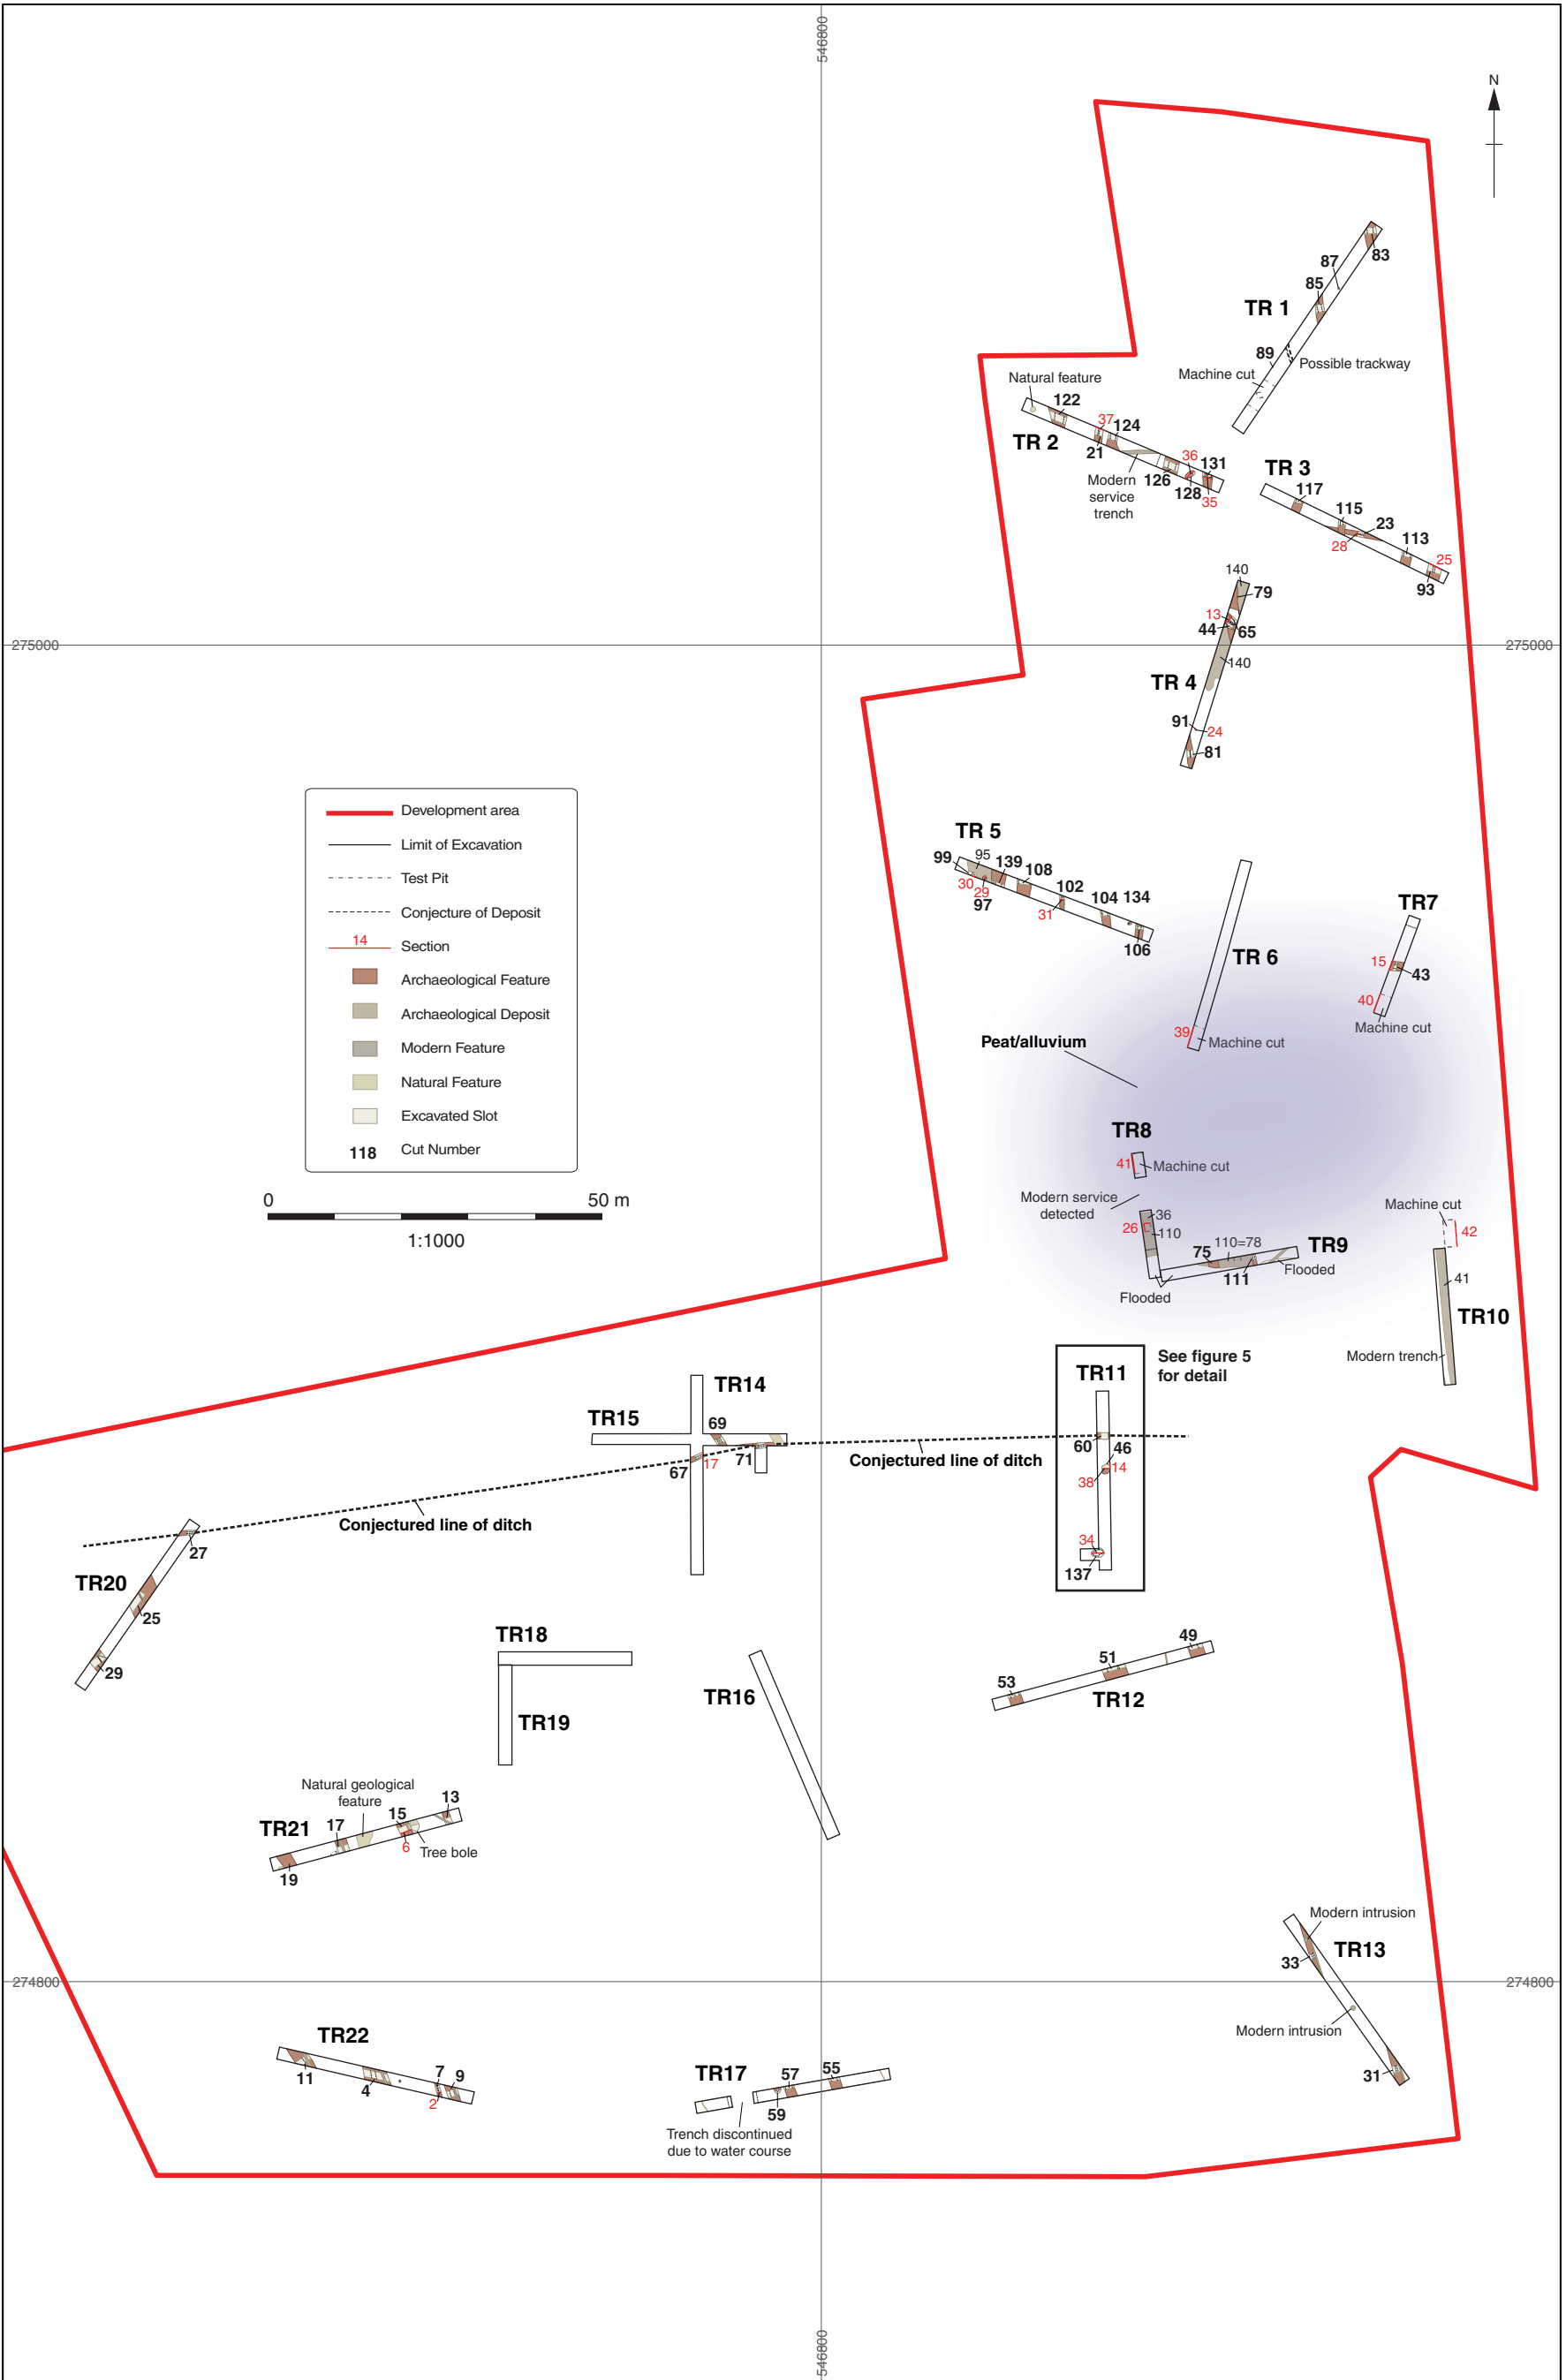 546800
N
83
87
85
TR 1
89
Possible trackway
Machine cut
Natural feature
122
37
124
TR 2
21
36
131
Modern
service
trench
126
128
35
TR 3
117
115
23
28
113
25
93
140
79
13
44
65
275000
275000
140
TR 4
91
24
81
Development area
Limit of Excavation
Test Pit
Conjecture of Deposit
14
Section
Archaeological Feature
Archaeological Deposit
Modern Feature
Natural Feature
Excavated Slot
118
Cut Number
0
50 m
1:1000
TR 5
99
95
139
108
30
29
97
102
31
104
134
106
TR 6
39
Machine cut
TR7
15
43
40
Machine cut
Peat/alluvium
TR8
41
Machine cut
Modern service
detected
36
26
110
110=78
75
111
TR9
Flooded
Flooded
Machine cut
42
41
TR10
Modern trench
See figure 5
for detail
TR11
60
46
14
38
34
137
TR14
TR15
69
67
17
71
Conjectured line of ditch
Conjectured line of ditch
27
TR20
25
29
TR18
TR19
TR16
49
51
53
TR12
Natural geological
feature
13
15
17
TR21
6
Tree bole
19
Modern intrusion
33
TR13
274800
274800
Modern intrusion
31
TR22
11
4
7
9
2
TR17
57
55
59
Trench discontinued
due to water course
546800